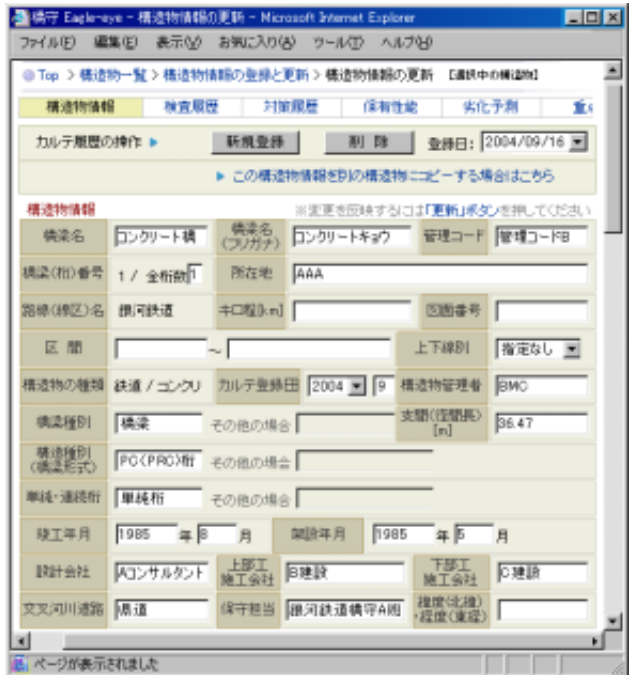 橋守 Eagle-eye - 構造物情報の更新 - Microsoft Internet Explorer
ファイル(F) 編集(E) 表示(V) お気に入り(A) ツール(T) ヘルプ(H)
Top > 構造物一覧 > 構造物情報の登録と更新 > 構造物情報の更新 [選択中の構造物]
構造物情報 検査履歴 対策履歴 保有性能 劣化予測
カルテ履歴の操作 新規登録 削除 登録日: 2004/09/16
この構造物情報を別の構造物にコピーする場合はこちら
構造物情報 ※変更を反映するには「更新」ボタンを押してください
橋梁名 コンクリート橋 橋梁名(フリガナ) コンクリートキョウ 管理コード 管理コードB
橋梁(桁)番号 1 / 全桁数 1 所在地 AAA
路線(線区)名 銀河鉄道 キロ程[km] 図面番号
区間 ~ 上下線別 指定なし
構造物の種類 鉄道 / コンクリ カルテ登録日 2004 9 構造物管理者 BMC
橋梁種別 橋梁 その他の場合 支間(径間長)[m] 36.47
構造種別(橋梁形式) PC(PRC)桁 その他の場合
単純・連続桁 単純桁 その他の場合
竣工年月 1985 年 8 月 架設年月 1985 年 5 月
設計会社 Aコンサルタント 上部工施工会社 B建設 下部工施工会社 C建設
交叉河川道路 県道 保守担当 銀河鉄道橋守A 緯度(北緯)・経度(東経)
ページが表示されました